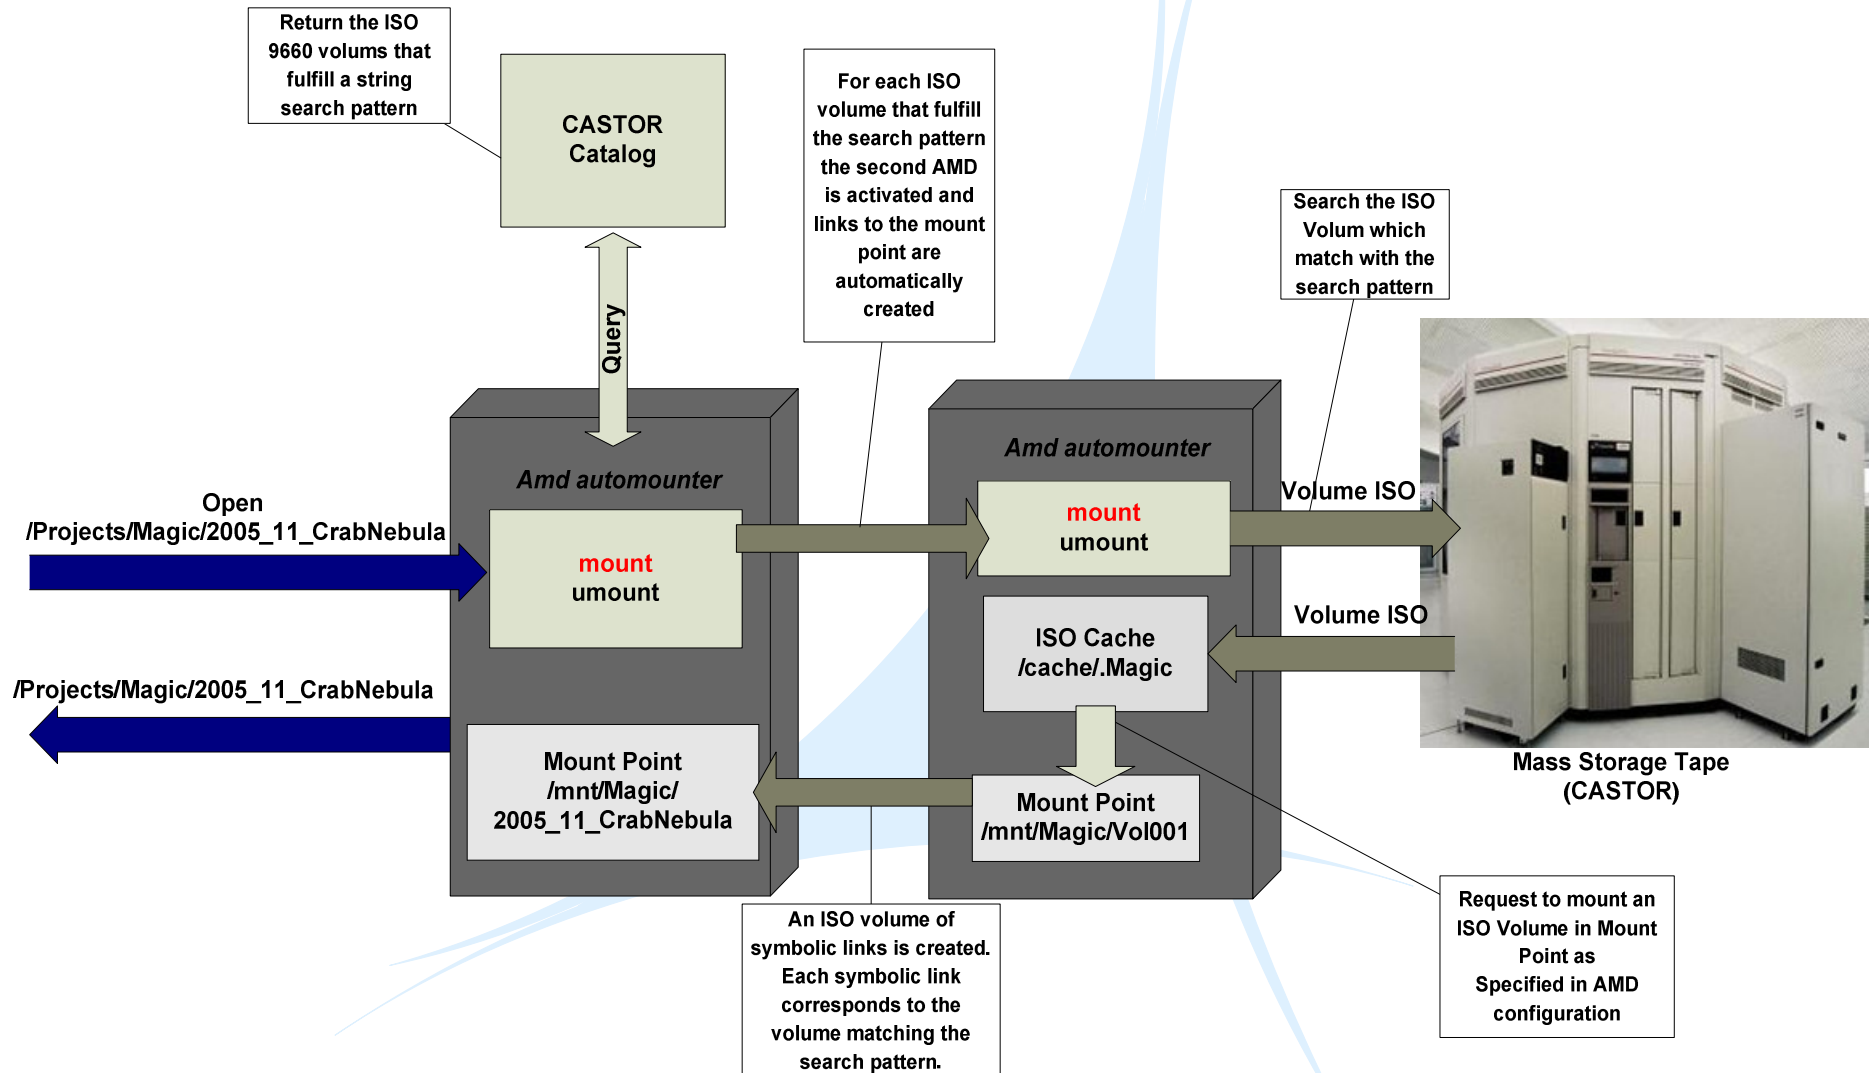 Return the ISO
9660 volums that
fulfill a string
search pattern
CASTOR
Catalog
For each ISO
volume that fulfill
the search pattern
the second AMD
is activated and
links to the mount
point are
automatically
created
Search the ISO
Volum which
match with the
search pattern
Query
Amd automounter
mount
umount
Amd automounter
mount
umount
Open
/Projects/Magic/2005_11_CrabNebula
/Projects/Magic/2005_11_CrabNebula
Volume ISO
Volume ISO
ISO Cache
/cache/.Magic
Mount Point
/mnt/Magic/
2005_11_CrabNebula
Mount Point
/mnt/Magic/Vol001
Mass Storage Tape
(CASTOR)
An ISO volume of
symbolic links is created.
Each symbolic link
corresponds to the
volume matching the
search pattern.
Request to mount an
ISO Volume in Mount
Point as
Specified in AMD
configuration